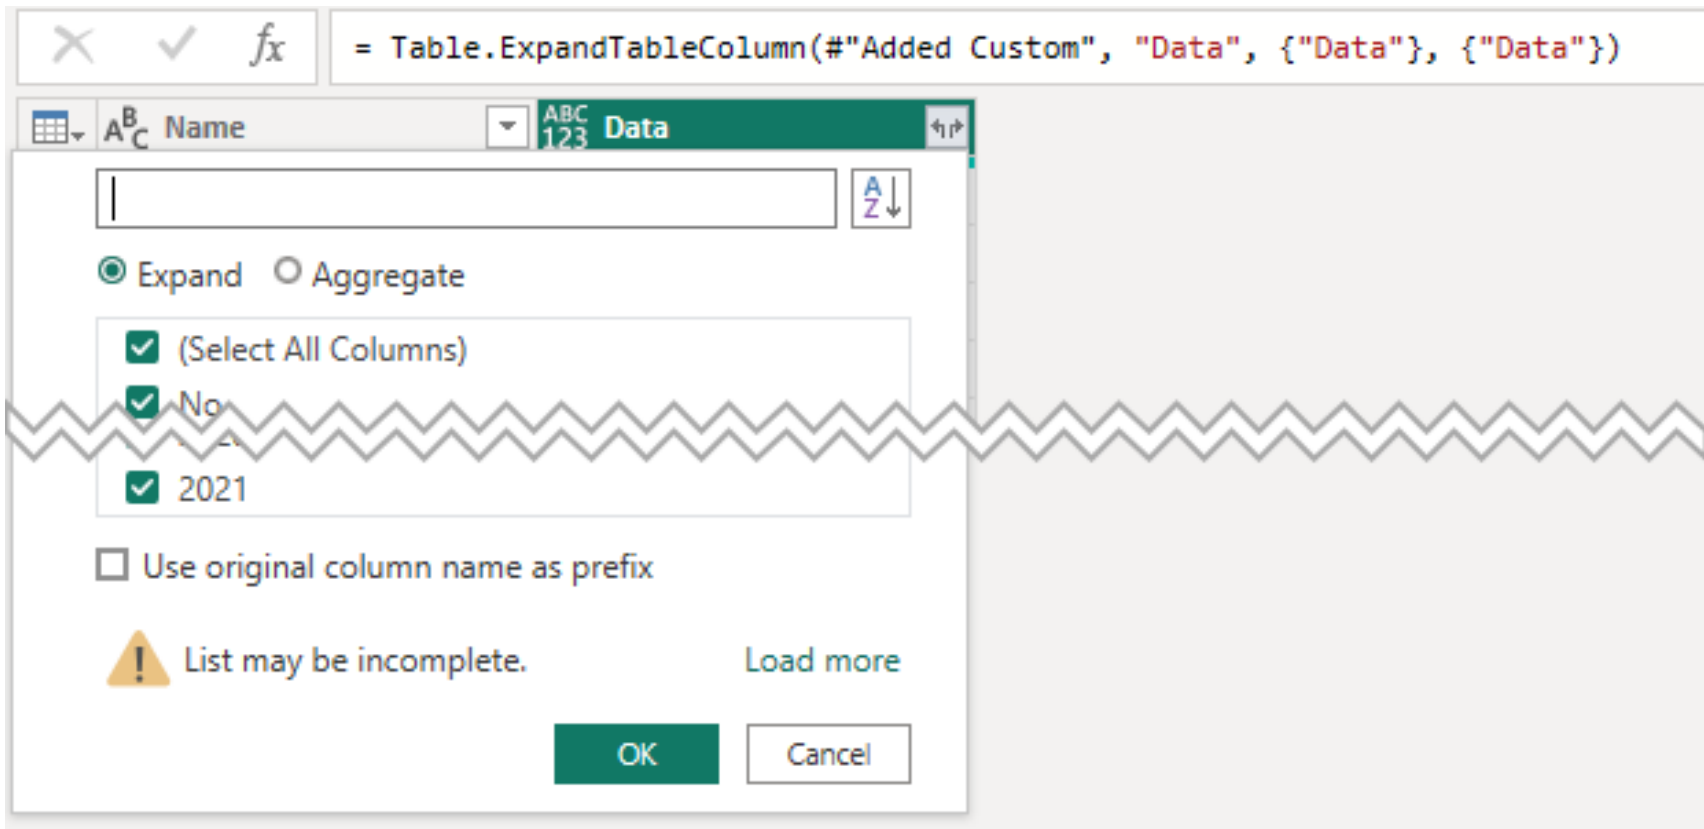 fx = Table.ExpandTableColumn(#"Added Custom", "Data", {"Data"}, {"Data"})
ABC Name ABC 123 Data
A Z
Expand Aggregate
(Select All Columns)
No
2021
Use original column name as prefix
List may be incomplete. Load more
OK Cancel